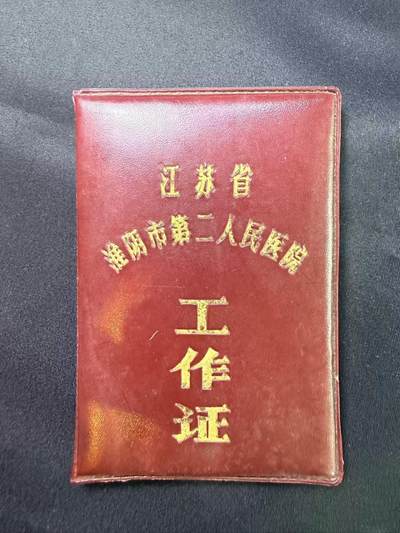 江苏省
淮阴市第二人民医院
工作证